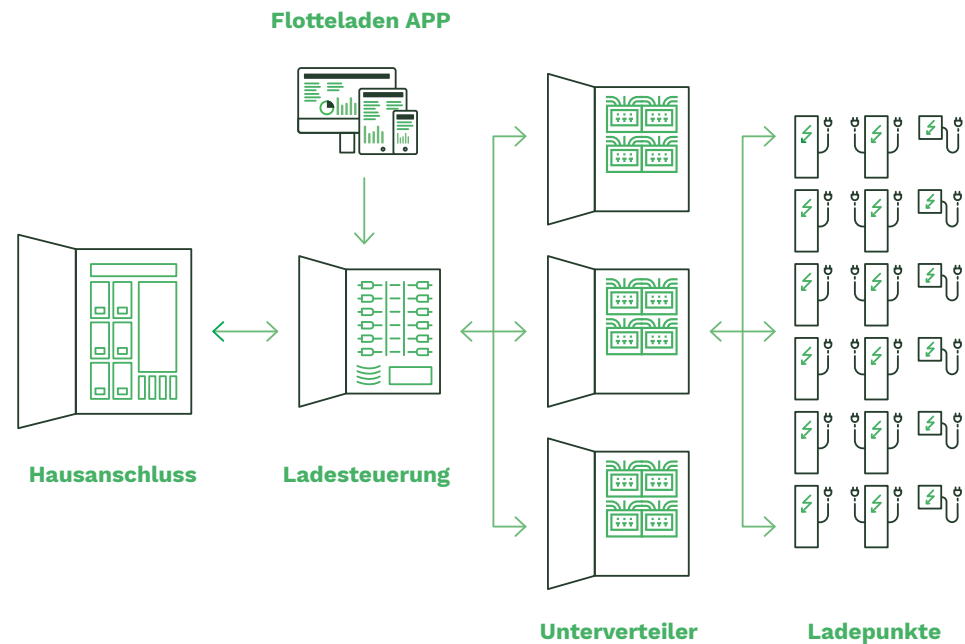 Flotteladen APP
Hausanschluss
Ladesteuerung
Unterverteiler
Ladepunkte